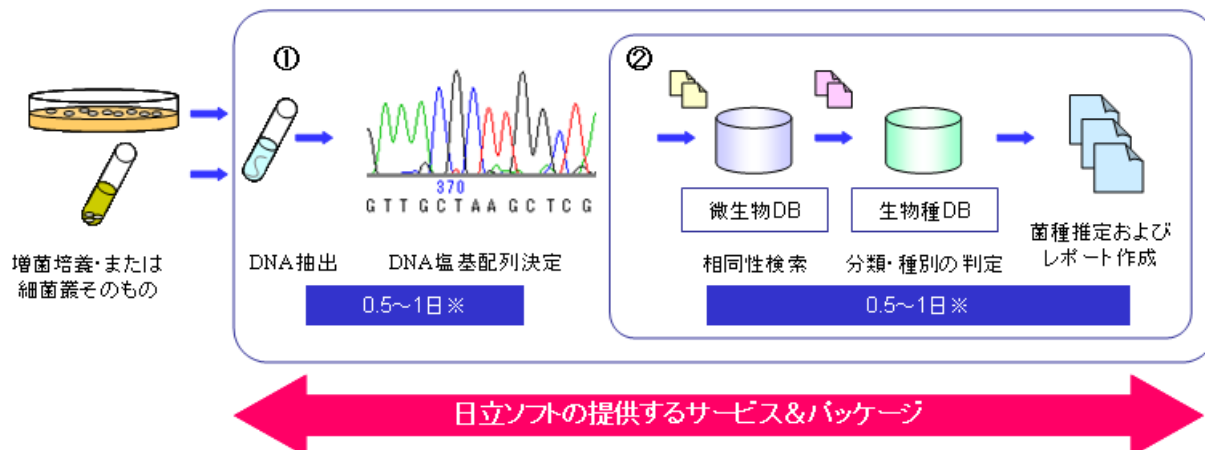 ①
②
370
G T T G C T A A G C T C G
微生物DB
生物種DB
増菌培養・または
細菌叢そのもの
DNA抽出
DNA塩基配列決定
相同性検索
分類・種別の判定
菌種推定および
レポート作成
0.5～1日※
0.5～1日※
日立ソフトの提供するサービス＆パッケージ